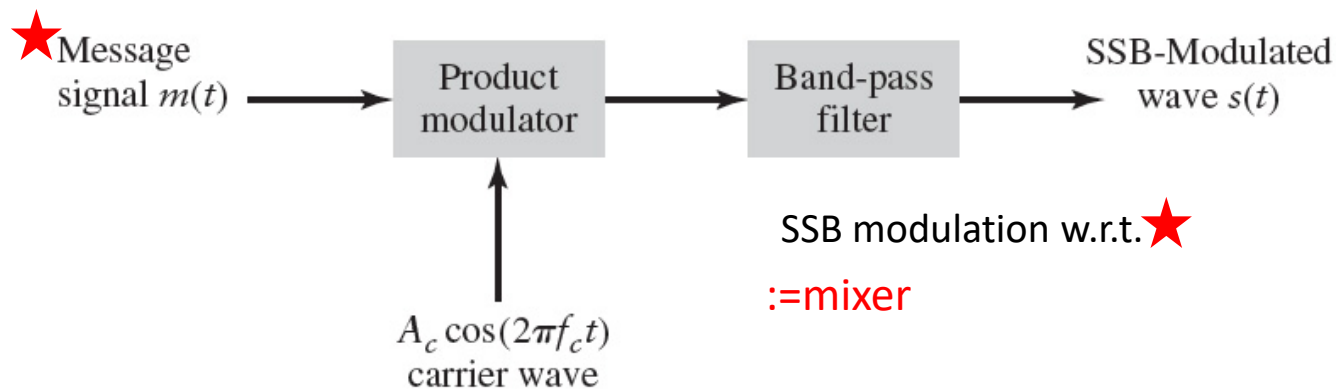 Message
signal m(t)
Product
modulator
Band-pass
filter
SSB-Modulated
wave s(t)
A_c cos(2πf_c t)
carrier wave
SSB modulation w.r.t.★
:=mixer